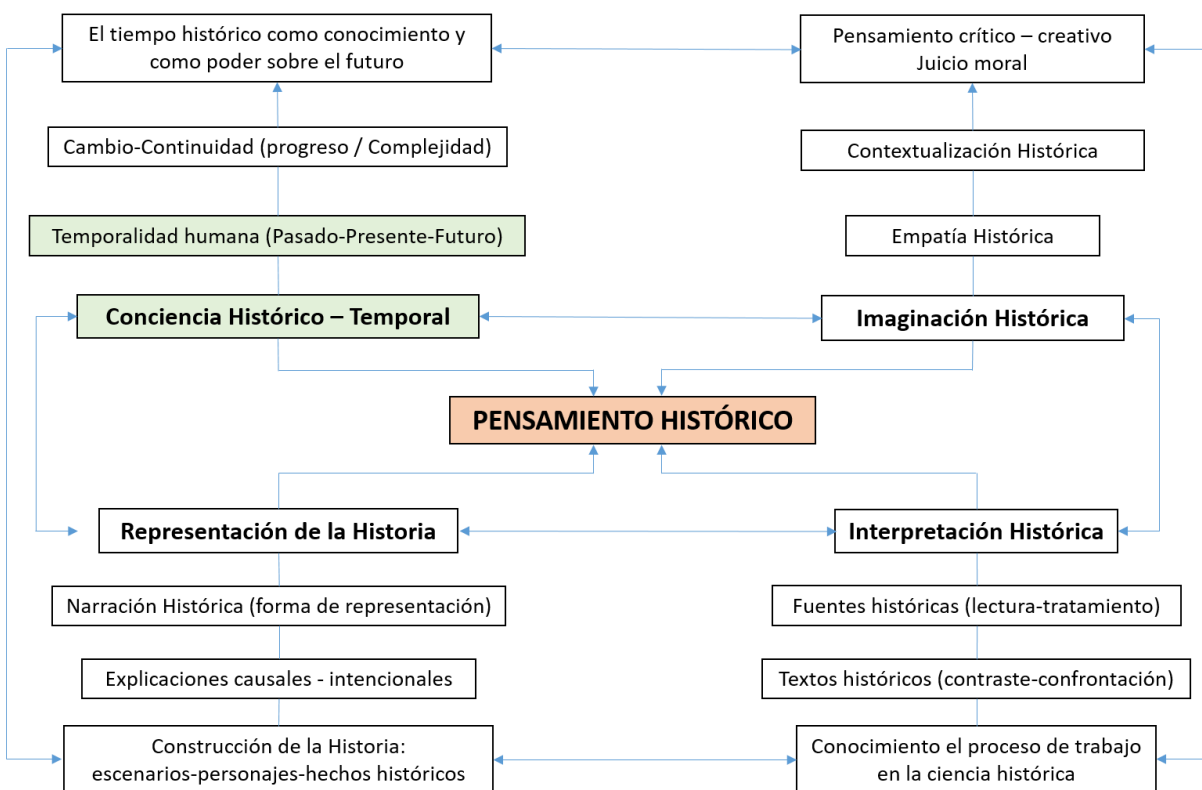 El tiempo histórico como conocimiento y
como poder sobre el futuro
Pensamiento crítico – creativo
Juicio moral
Cambio-Continuidad (progreso / Complejidad)
Contextualización Histórica
Temporalidad humana (Pasado-Presente-Futuro)
Empatía Histórica
Conciencia Histórico – Temporal
Imaginación Histórica
PENSAMIENTO HISTÓRICO
Representación de la Historia
Interpretación Histórica
Narración Histórica (forma de representación)
Fuentes históricas (lectura-tratamiento)
Explicaciones causales - intencionales
Textos históricos (contraste-confrontación)
Construcción de la Historia:
escenarios-personajes-hechos históricos
Conocimiento el proceso de trabajo
en la ciencia histórica